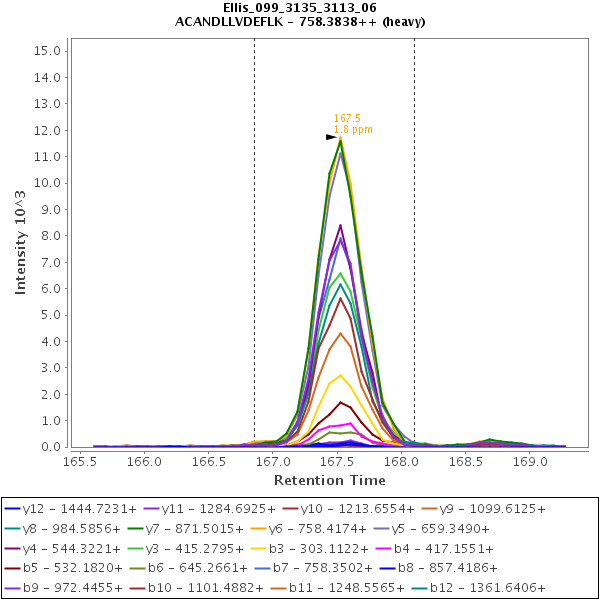 Ellis_099_3135_3113_06
ACANDLLVDEFLK - 758.3838++ (heavy)
167.5
1.8 ppm
15.0
14.0
13.0
12.0
11.0
10.0
9.0
8.0
7.0
6.0
5.0
4.0
3.0
2.0
1.0
0.0
Intensity 10^3
165.5 166.0 166.5 167.0 167.5 168.0 168.5 169.0
Retention Time
y12 - 1444.7231+ y11 - 1284.6925+ y10 - 1213.6554+ y9 - 1099.6125+
y8 - 984.5856+ y7 - 871.5015+ y6 - 758.4174+ y5 - 659.3490+
y4 - 544.3221+ y3 - 415.2795+ b3 - 303.1122+ b4 - 417.1551+
b5 - 532.1820+ b6 - 645.2661+ b7 - 758.3502+ b8 - 857.4186+
b9 - 972.4455+ b10 - 1101.4882+ b11 - 1248.5565+ b12 - 1361.6406+